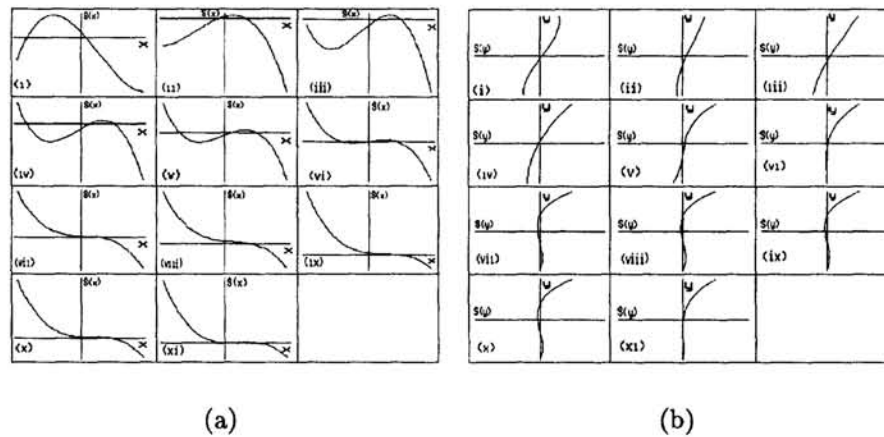 S(x) S(x) S(x)
x x x
(i) (ii) (iii)
S(x) S(x) S(x)
x x x
(iv) (v) (vi)
S(x) S(x) S(x)
x x x
(vii) (viii) (ix)
S(x) S(x)
x x
(x) (xi)
(a)
y y y
S(y) S(y) S(y)
(i) (ii) (iii)
y y y
S(y) S(y) S(y)
(iv) (v) (vi)
y y y
S(y) S(y) S(y)
(vii) (viii) (ix)
y y
S(y) S(y)
(x) (xi)
(b)